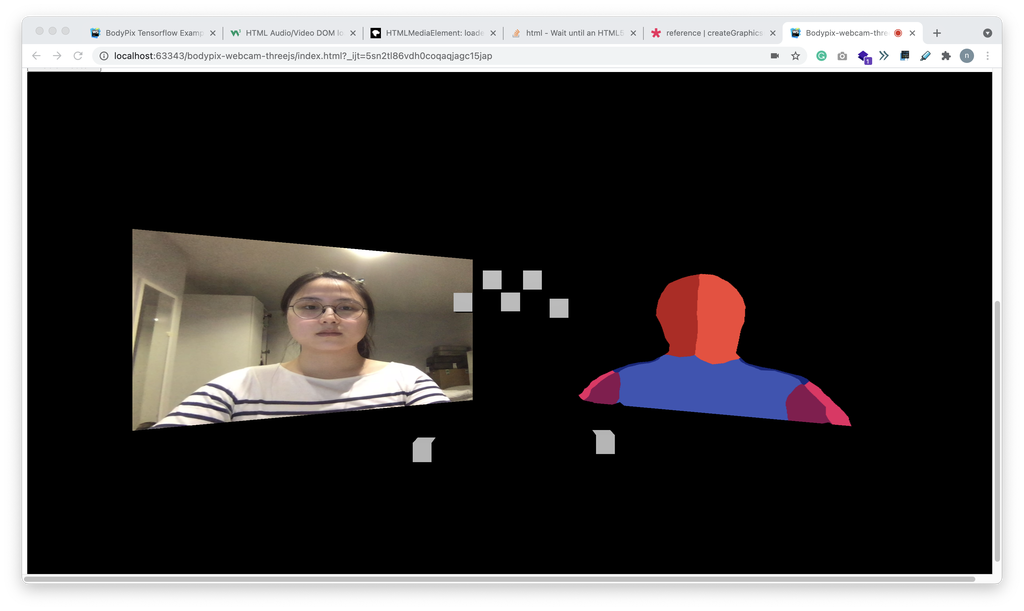 BodyPix Tensorflow Examp
HTML Audio/Video DOM lo
HTMLMediaElement: loade
html - Wait until an HTML5
reference | createGraphics
Bodypix-webcam-thre
localhost:63343/bodypix-webcam-threejs/index.html?_ijt=5sn2tl86vdh0coqaqjagc15jap
1
n